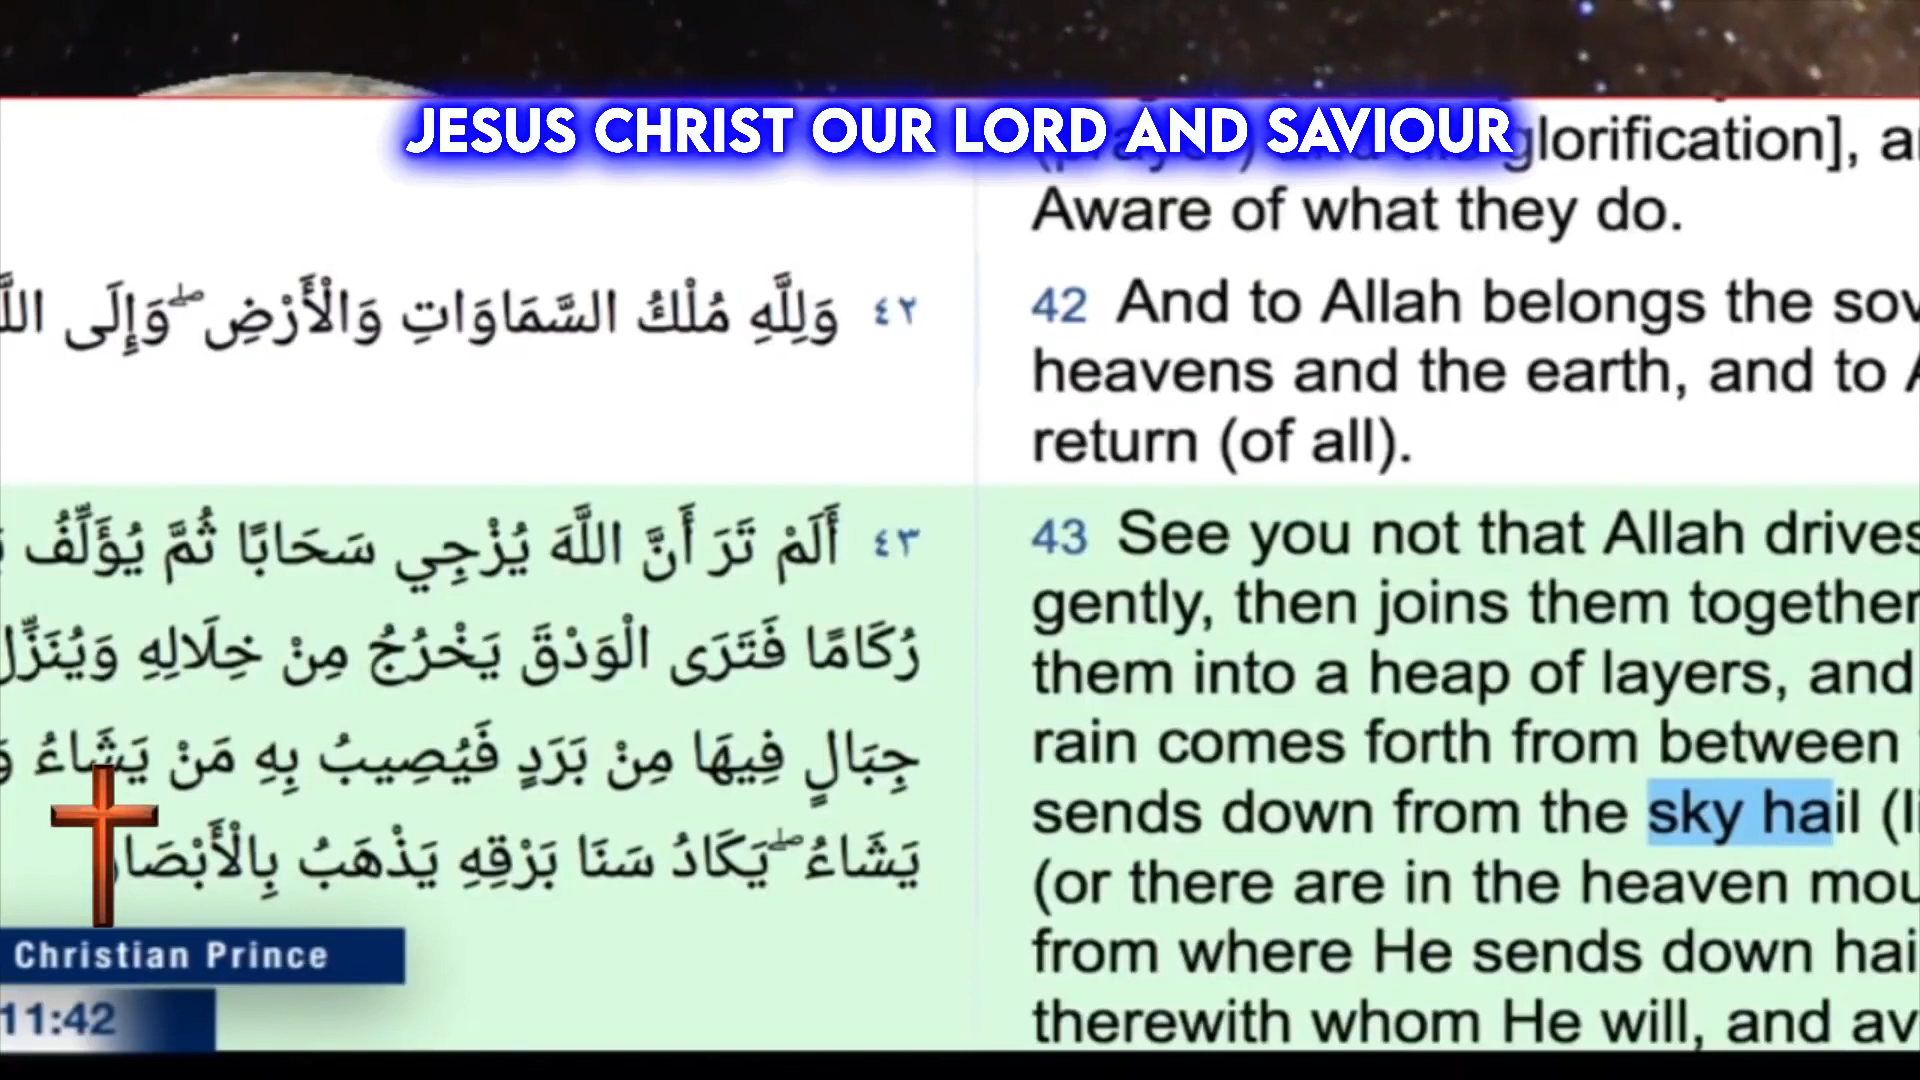 JESUS CHRIST OUR LORD AND SAVIOUR
glorification], a
Aware of what they do.
٤٢ وَلِلَّهِ مُلْكُ السَّمَاوَاتِ وَالْأَرْضِ ۖ وَإِلَى
42 And to Allah belongs the sov
heavens and the earth, and to
return (of all).
٤٣ أَلَمْ تَرَ أَنَّ اللَّهَ يُزْجِي سَحَابًا ثُمَّ يُؤَلِّفُ
رُكَامًا فَتَرَى الْوَدْقَ يَخْرُجُ مِنْ خِلَالِهِ وَيُنَزِّلُ
جِبَالٍ فِيهَا مِنْ بَرَدٍ فَيُصِيبُ بِهِ مَنْ يَشَاءُ
يَشَاءُ ۖ يَكَادُ سَنَا بَرْقِهِ يَذْهَبُ بِالْأَبْصَارِ
43 See you not that Allah drives
gently, then joins them together
them into a heap of layers, and
rain comes forth from between
sends down from the sky hail (li
(or there are in the heaven mou
from where He sends down hai
therewith whom He will, and av
Christian Prince
11:42